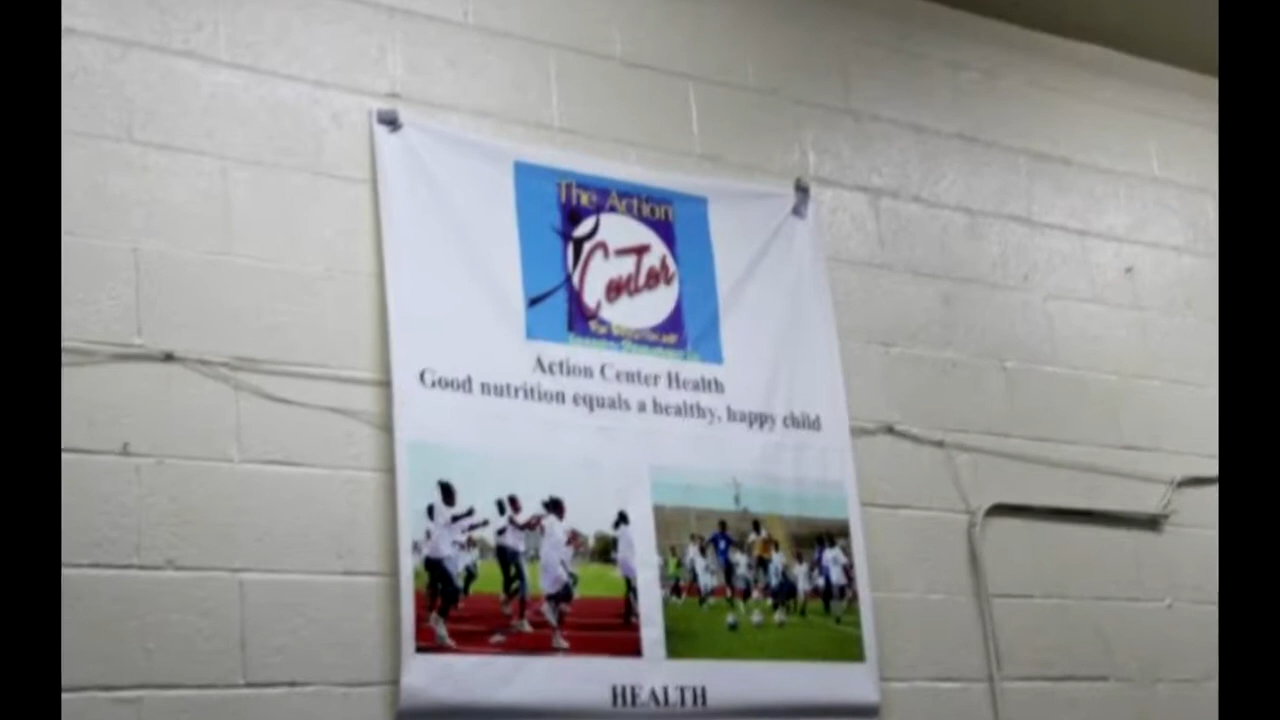 The Action
Center
Action Center Health
Good nutrition equals a healthy, happy child
HEALTH